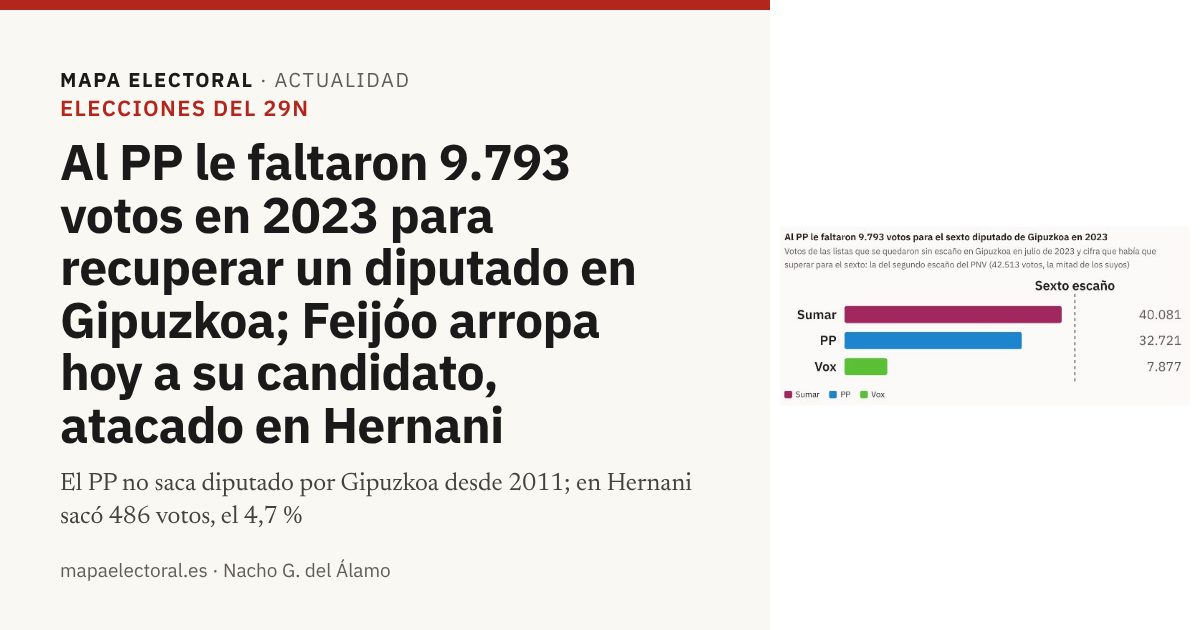 MAPA ELECTORAL · ACTUALIDAD
ELECCIONES DEL 29N
Al PP le faltaron 9.793
votos en 2023 para
recuperar un diputado en
Gipuzkoa; Feijóo arropa
hoy a su candidato,
atacado en Hernani
El PP no saca diputado por Gipuzkoa desde 2011; en Hernani
sacó 486 votos, el 4,7 %
mapaelectoral.es · Nacho G. del Álamo
Al PP le faltaron 9.793 votos para el sexto diputado de Gipuzkoa en 2023
Votos de las listas que se quedaron sin escaño en Gipuzkoa en julio de 2023 y cifra que había que
superar para el sexto: la del segundo escaño del PNV (42.513 votos, la mitad de los suyos)
Sexto escaño
Sumar 40.081
PP 32.721
Vox 7.877
Sumar PP Vox